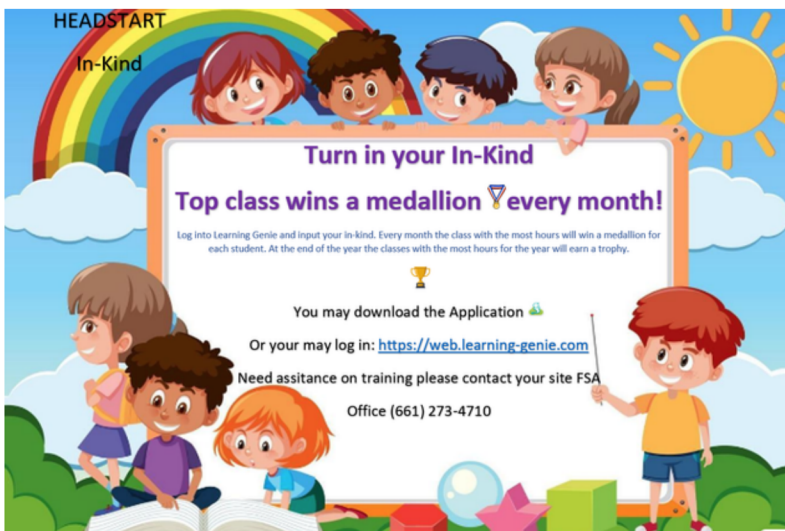 HEADSTART
In-Kind
Turn in your In-Kind
Top class wins a medallion every month!
Log into Learning Genie and input your in-kind. Every month the class with the most hours will win a medallion for
each student. At the end of the year the classes with the most hours for the year will earn a trophy.
You may download the Application
Or your may log in: https://web.learning-genie.com
Need assitance on training please contact your site FSA
Office (661) 273-4710